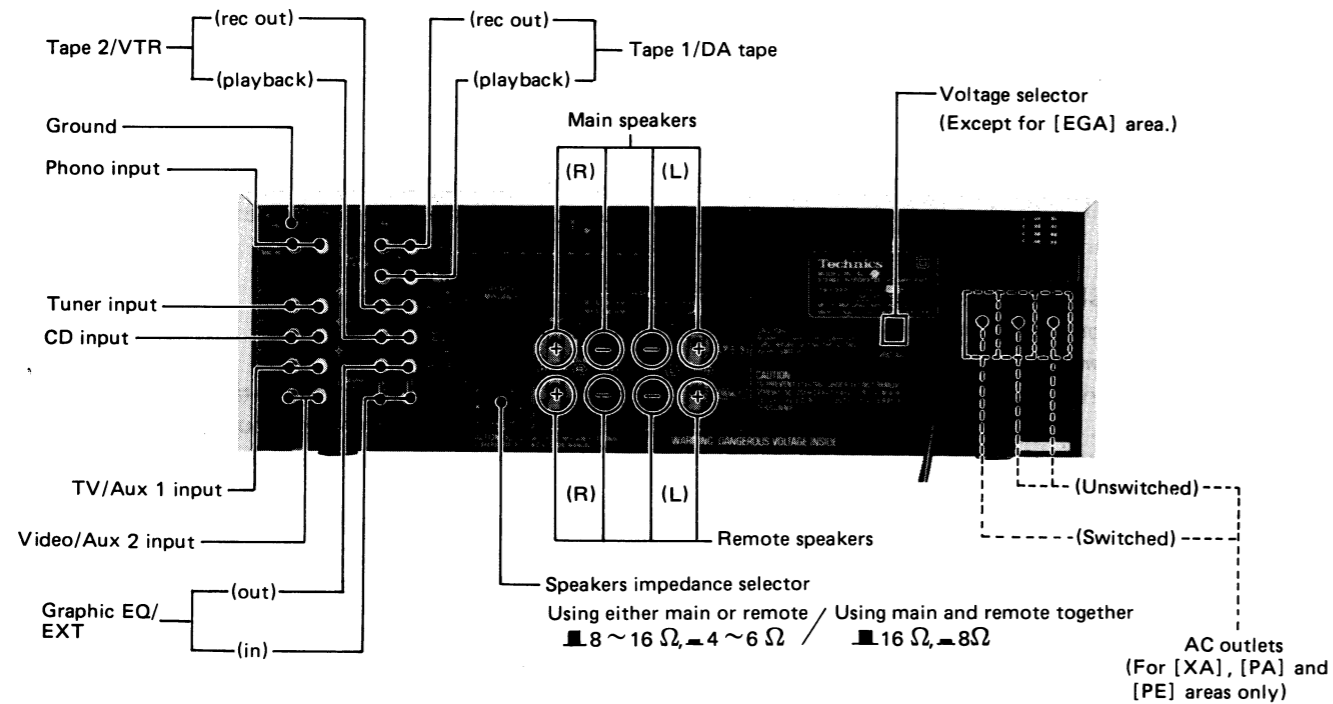 (rec out)
Tape 2/VTR
(playback)
(rec out)
Tape 1/DA tape
(playback)
Ground
Phono input
Main speakers
(R) (L)
Voltage selector
(Except for [EGA] area.)
Technics
Tuner input
CD input
+ − − +
+ − − +
CAUTION
WARNING: DANGEROUS VOLTAGE INSIDE
TV/Aux 1 input
Video/Aux 2 input
(R) (L)
Remote speakers
(Unswitched)
(Switched)
Graphic EQ/
EXT
(out)
(in)
Speakers impedance selector
Using either main or remote / Using main and remote together
8 ~ 16 Ω, 4 ~ 6 Ω / 16 Ω, 8Ω
AC outlets
(For [XA], [PA] and
[PE] areas only)